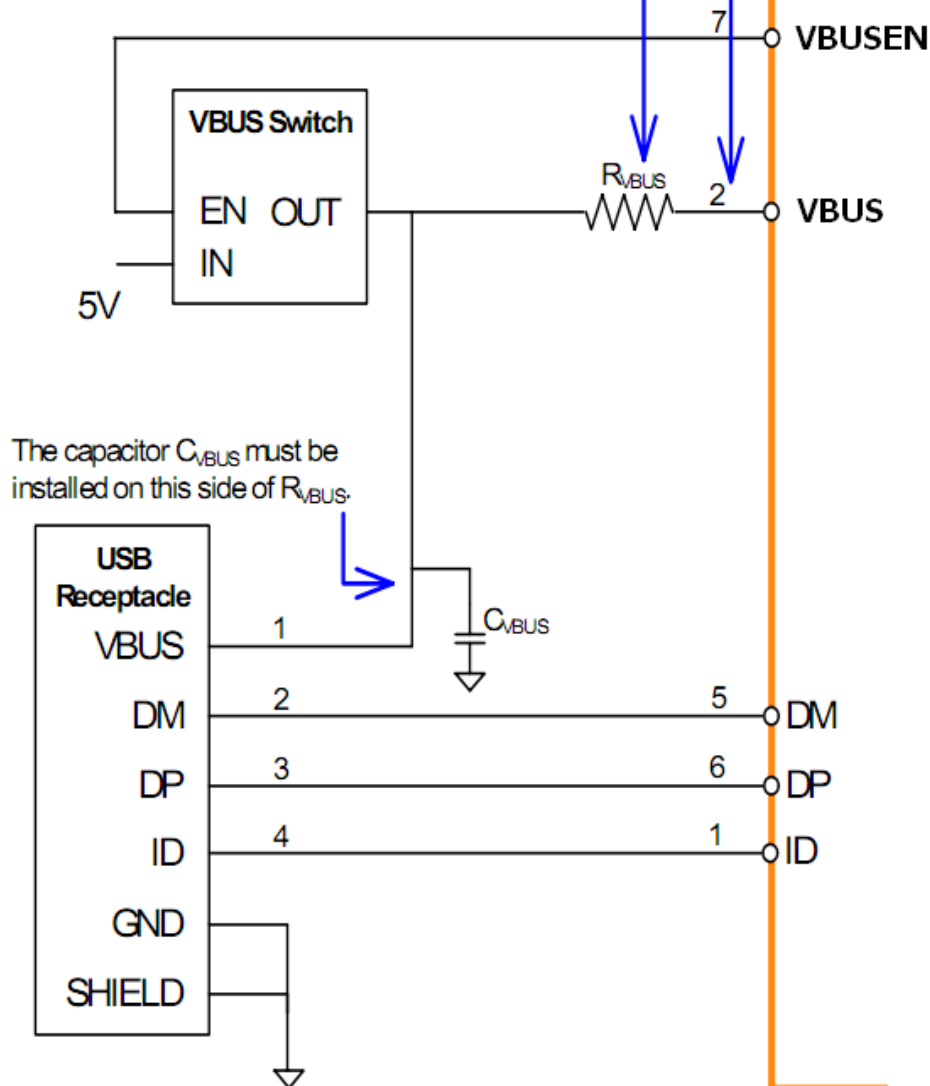 7
VBUSEN
VBUS Switch
RVBUS
EN OUT
2
VBUS
IN
5V
The capacitor CVBUS must be
installed on this side of RVBUS.
USB
Receptacle
VBUS
1
CVBUS
DM
2
5
DM
DP
3
6
DP
ID
4
1
ID
GND
SHIELD